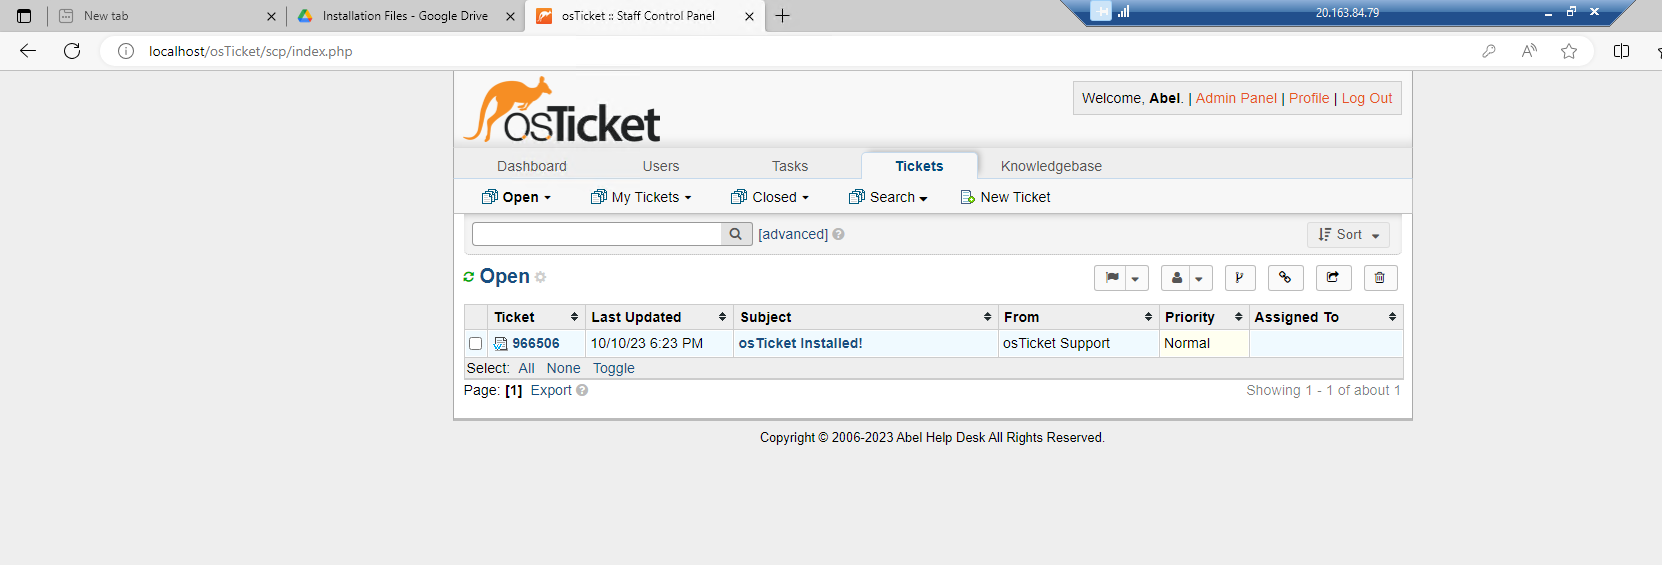 New tab
Installation Files - Google Drive
osTicket :: Staff Control Panel
20.163.84.79
localhost/osTicket/scp/index.php
osTicket
Welcome, Abel. | Admin Panel | Profile | Log Out
Dashboard Users Tasks Tickets Knowledgebase
Open My Tickets Closed Search New Ticket
[advanced] ? Sort
Open
Ticket Last Updated Subject From Priority Assigned To
966506 10/10/23 6:23 PM osTicket Installed! osTicket Support Normal
Select: All None Toggle
Page: [1] Export ? Showing 1 - 1 of about 1
Copyright © 2006-2023 Abel Help Desk All Rights Reserved.